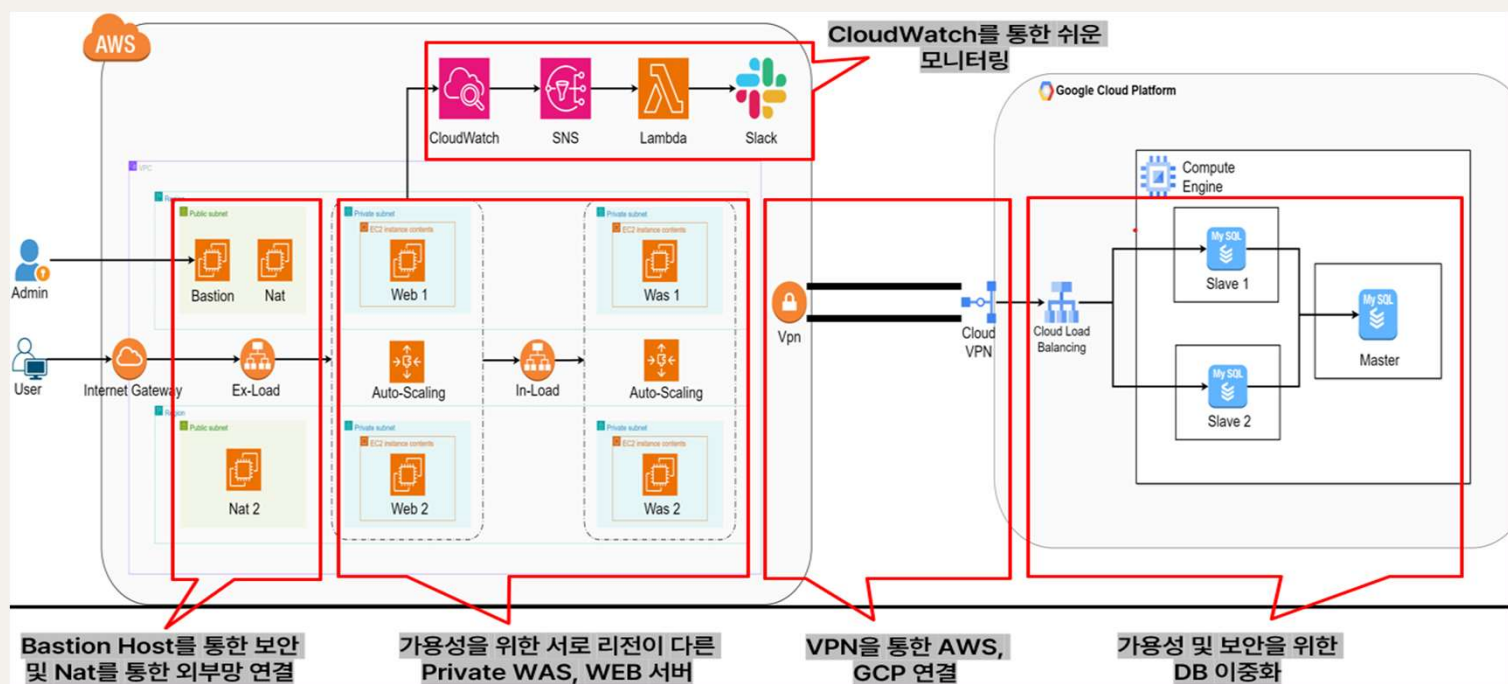 AWS
CloudWatch를 통한 쉬운
모니터링
CloudWatch
SNS
Lambda
Slack
Google Cloud Platform
VPC
Compute
Engine
Region
Public subnet
Private subnet
EC2 instance contents
Private subnet
EC2 instance contents
Bastion
Nat
Web 1
Was 1
Admin
My SQL
Slave 1
My SQL
Master
Vpn
Cloud
VPN
Cloud Load
Balancing
User
Internet Gateway
Ex-Load
Auto-Scaling
In-Load
Auto-Scaling
My SQL
Slave 2
Region
Public subnet
Private subnet
EC2 instance contents
Private subnet
EC2 instance contents
Nat 2
Web 2
Was 2
Bastion Host를 통한 보안
및 Nat를 통한 외부망 연결
가용성을 위한 서로 리전이 다른
Private WAS, WEB 서버
VPN을 통한 AWS,
GCP 연결
가용성 및 보안을 위한
DB 이중화